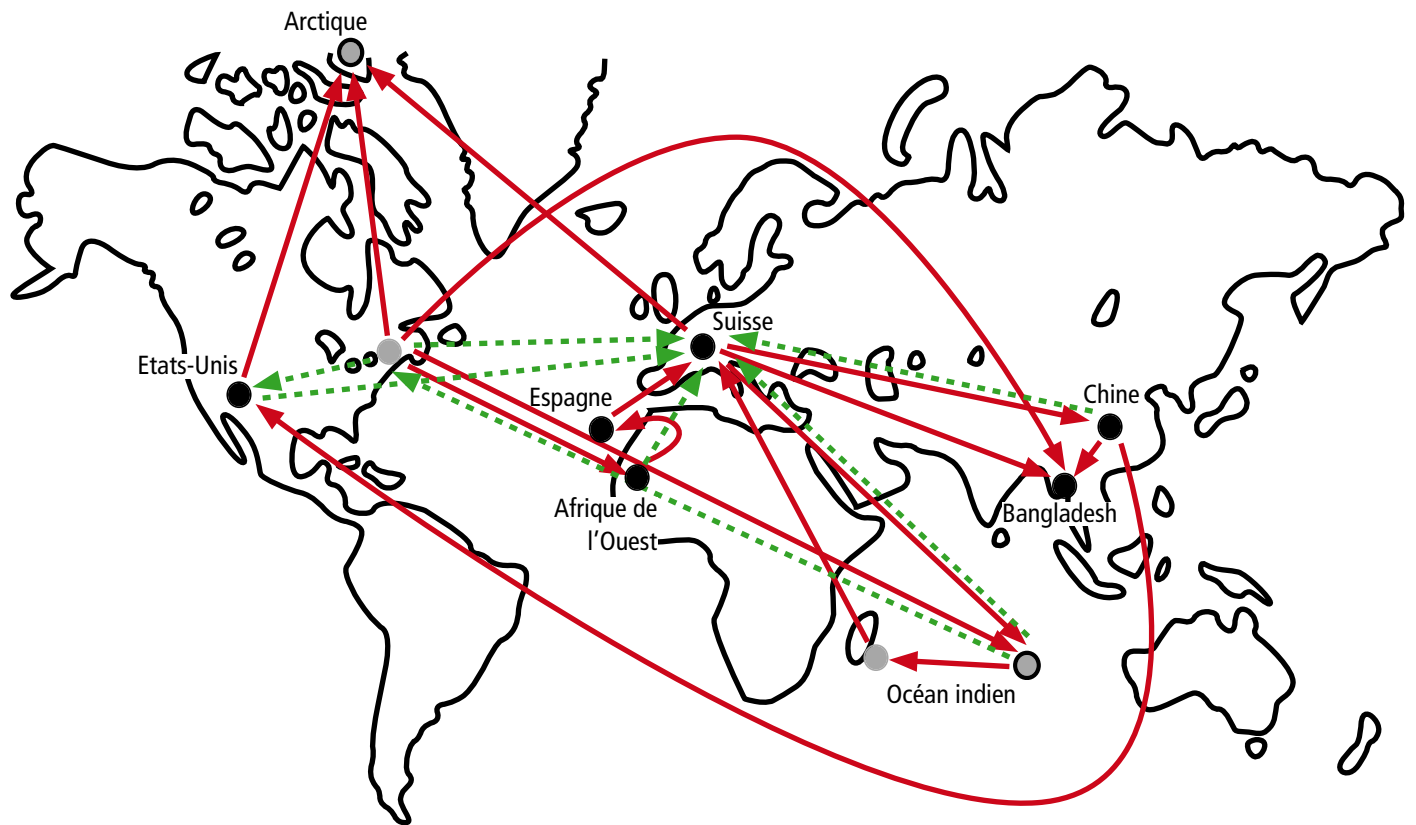 Arctique
Suisse
Etats-Unis
Espagne
Chine
Afrique de
l'Ouest
Bangladesh
Océan indien